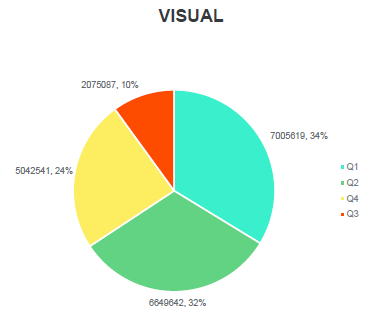 VISUAL
2075087, 10%
7005619, 34%
5042541, 24%
6649642, 32%
Q1
Q2
Q4
Q3